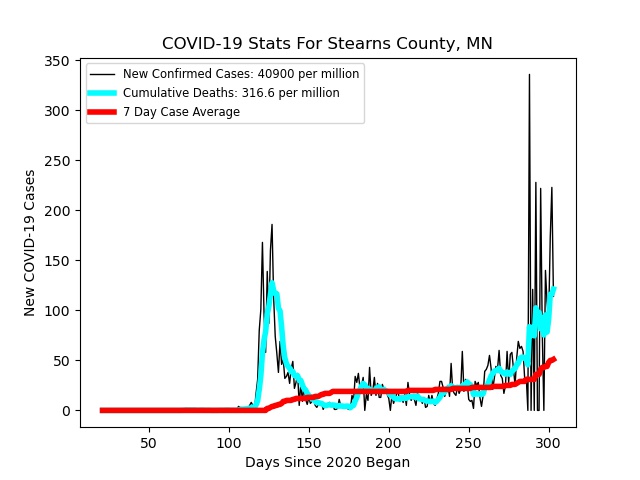 COVID-19 Stats For Stearns County, MN
New Confirmed Cases: 40900 per million
Cumulative Deaths: 316.6 per million
7 Day Case Average
350
300
250
200
150
100
50
0
New COVID-19 Cases
50 100 150 200 250 300
Days Since 2020 Began